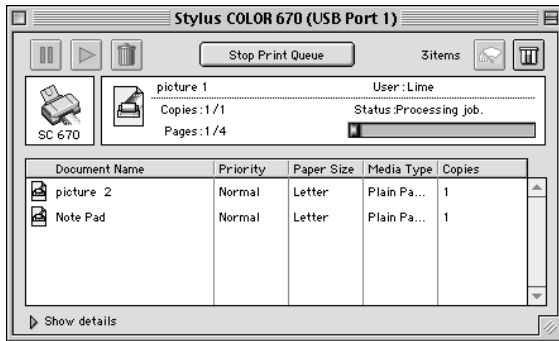 Stylus COLOR 670 (USB Port 1)
Stop Print Queue
3items
SC 670
picture 1
User:Lime
Copies:1/1
Status:Processing job.
Pages:1/4
Document Name Priority Paper Size Media Type Copies
picture 2 Normal Letter Plain Pa... 1
Note Pad Normal Letter Plain Pa... 1
Show details